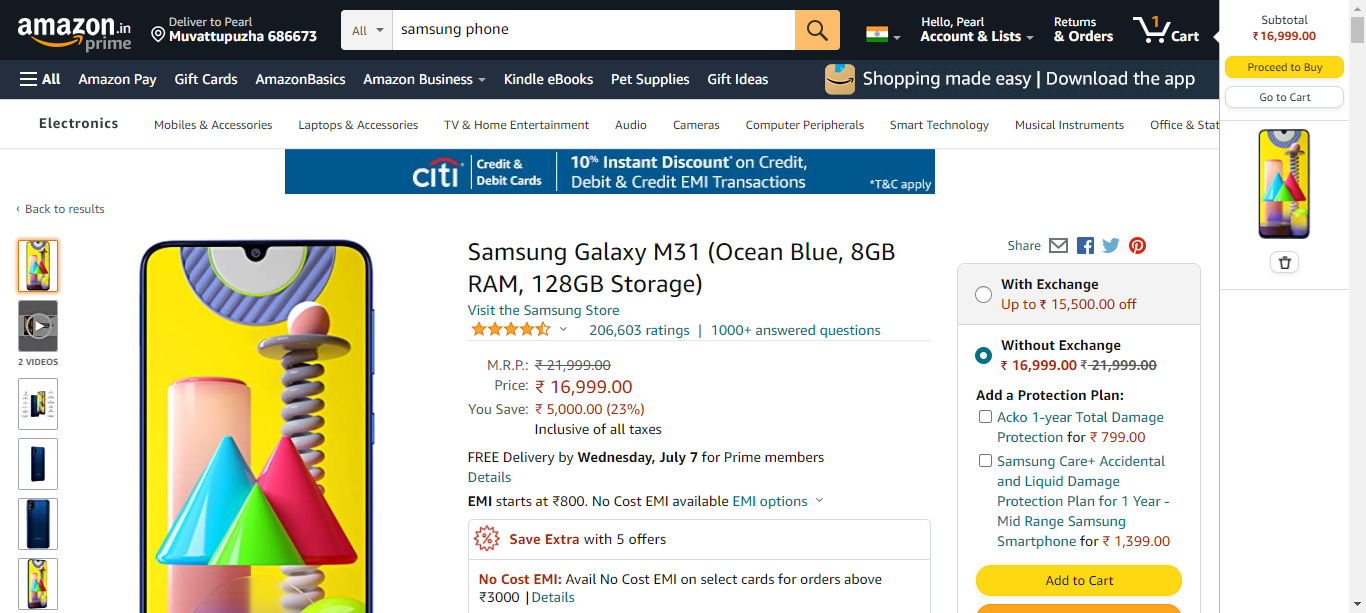 amazon.in
prime
Deliver to Pearl
Muvattupuzha 686673
All
samsung phone
Hello, Pearl
Account & Lists
Returns
& Orders
1
Cart
Subtotal
₹16,999.00
Proceed to Buy
Go to Cart
All
Amazon Pay
Gift Cards
AmazonBasics
Amazon Business
Kindle eBooks
Pet Supplies
Gift Ideas
Shopping made easy | Download the app
Electronics
Mobiles & Accessories
Laptops & Accessories
TV & Home Entertainment
Audio
Cameras
Computer Peripherals
Smart Technology
Musical Instruments
Office & Stat
citi
Credit &
Debit Cards
10% Instant Discount* on Credit,
Debit & Credit EMI Transactions
*T&C apply
‹ Back to results
2 VIDEOS
Samsung Galaxy M31 (Ocean Blue, 8GB
RAM, 128GB Storage)
Visit the Samsung Store
206,603 ratings | 1000+ answered questions
M.R.P.: ₹ 21,999.00
Price: ₹ 16,999.00
You Save: ₹ 5,000.00 (23%)
Inclusive of all taxes
FREE Delivery by Wednesday, July 7 for Prime members
Details
EMI starts at ₹800. No Cost EMI available EMI options
Save Extra with 5 offers
No Cost EMI: Avail No Cost EMI on select cards for orders above
₹3000 | Details
Share
With Exchange
Up to ₹ 15,500.00 off
Without Exchange
₹ 16,999.00 ₹ 21,999.00
Add a Protection Plan:
Acko 1-year Total Damage
Protection for ₹ 799.00
Samsung Care+ Accidental
and Liquid Damage
Protection Plan for 1 Year -
Mid Range Samsung
Smartphone for ₹ 1,399.00
Add to Cart